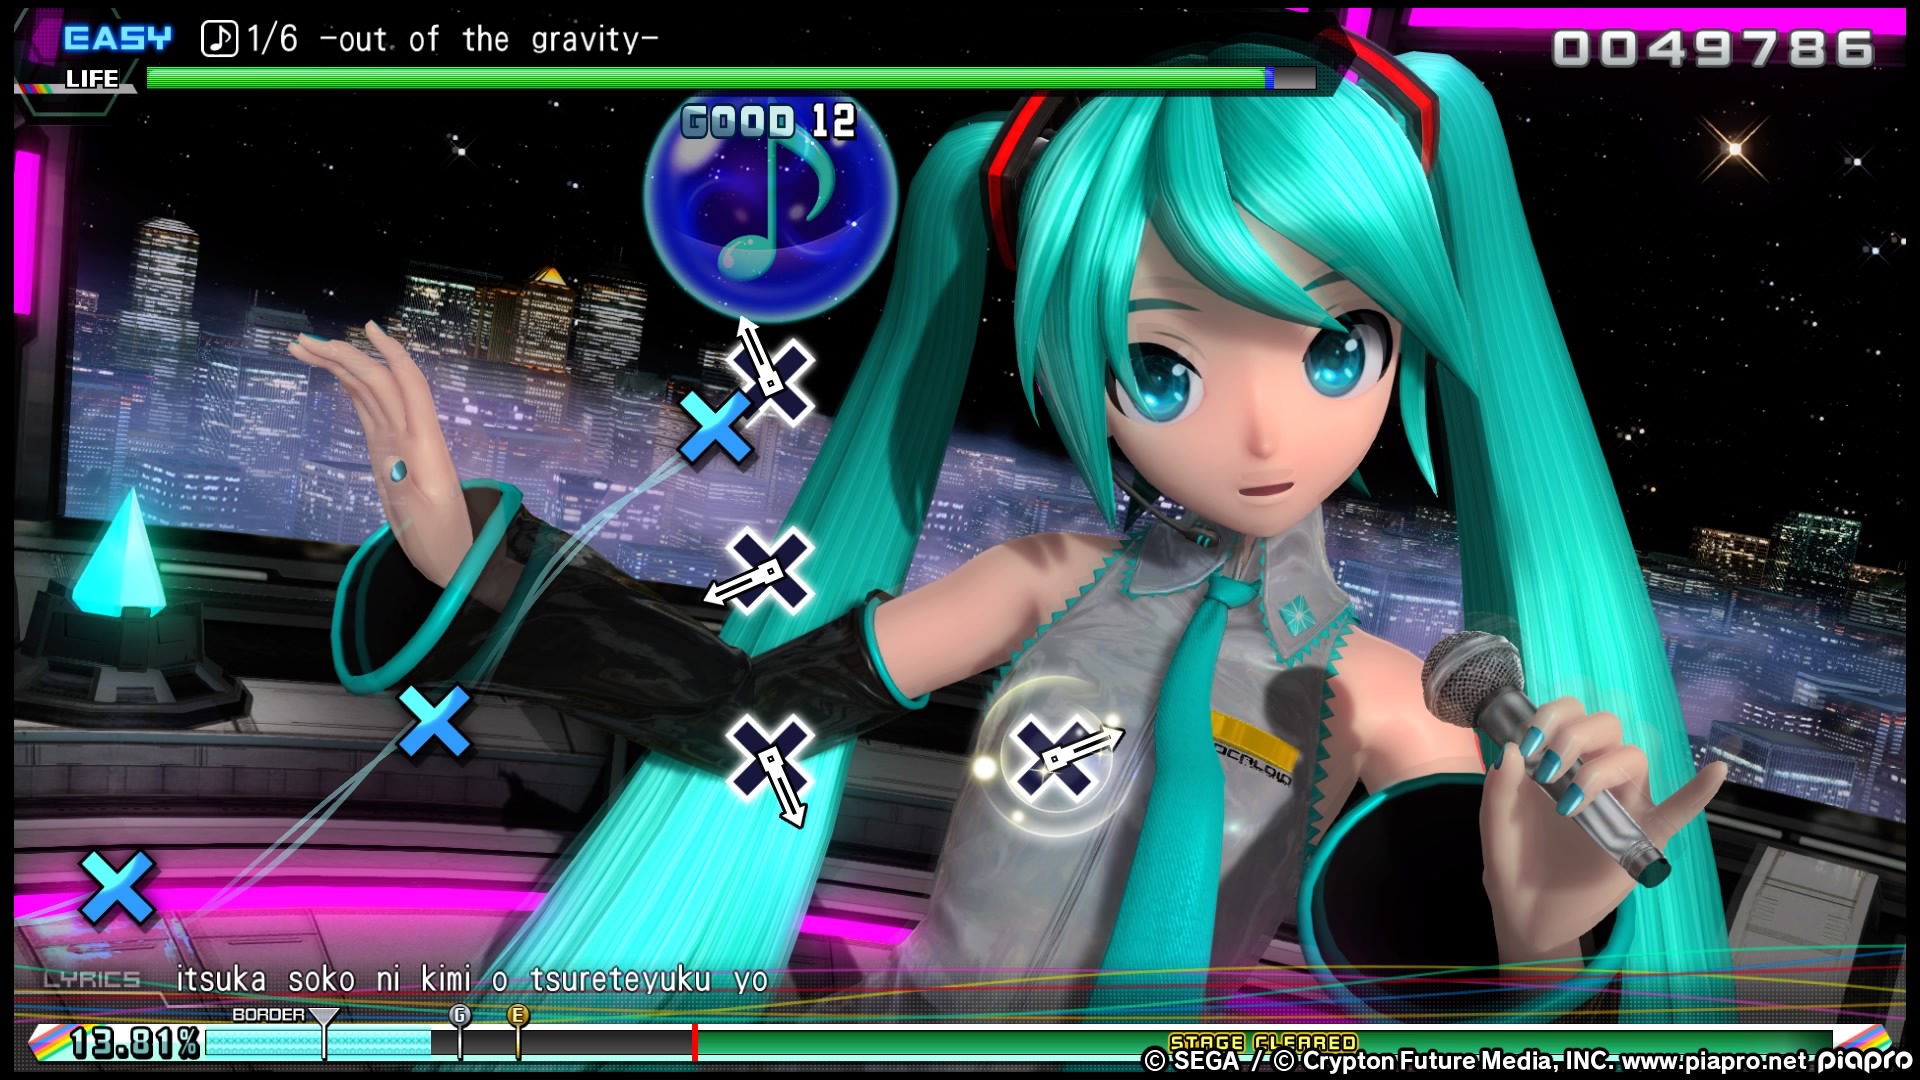 EASY
1/6 -out of the gravity-
0049786
LIFE
GOOD 12
VOCALOID
LYRICS
itsuka soko ni kimi o tsureteyuku yo
BORDER
G
E
13.81%
STAGE CLEARED
© SEGA / © Crypton Future Media, INC. www.piapro.net piapro